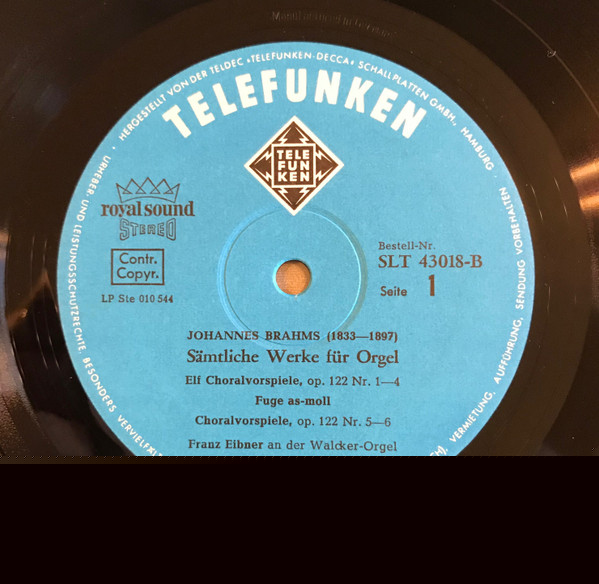 Manufactured in Germany
· HERGESTELLT VON DER TELDEC »TELEFUNKEN-DECCA« SCHALLPLATTEN GMBH., HAMBURG ·
TELEFUNKEN
TELE
FUN
KEN
royal sound
STEREO
Contr.
Copyr.
LP Ste 010 544
Bestell-Nr.
SLT 43018-B
Seite 1
JOHANNES BRAHMS (1833—1897)
Sämtliche Werke für Orgel
Elf Choralvorspiele, op. 122 Nr. 1—4
Fuge as-moll
Choralvorspiele, op. 122 Nr. 5—6
Franz Eibner an der Walcker-Orgel
URHEBER- UND LEISTUNGSSCHUTZRECHTE, BESONDERS
VERMIETUNG, AUFFÜHRUNG, SENDUNG VORBEHALTEN